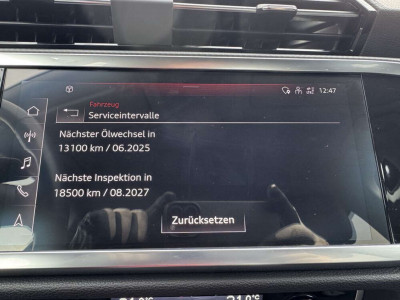 12:47
Fahrzeug
Serviceintervalle
Nächster Ölwechsel in
13100 km / 06.2025
Nächste Inspektion in
18500 km / 08.2027
Zurücksetzen